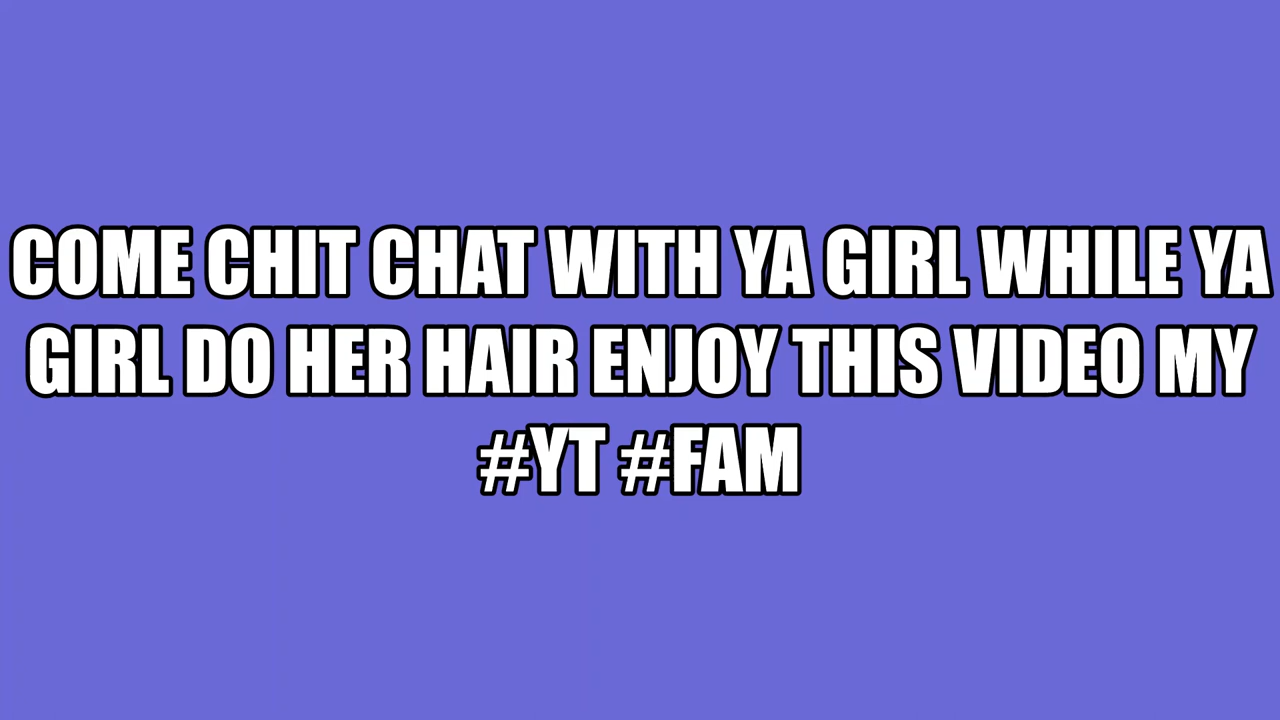 COME CHIT CHAT WITH YA GIRL WHILE YA
GIRL DO HER HAIR ENJOY THIS VIDEO MY
#YT #FAM